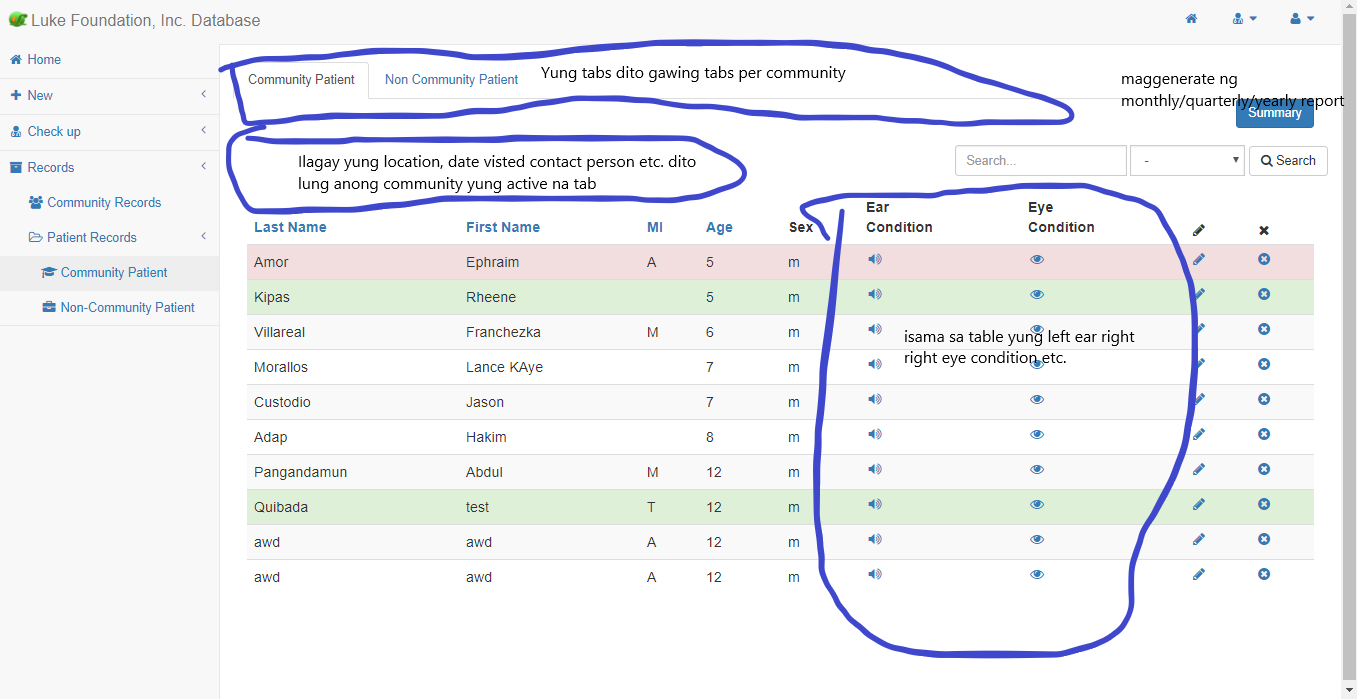 Luke Foundation, Inc. Database
Home
New
Check up
Records
Community Records
Patient Records
Community Patient
Non-Community Patient
Community Patient Non Community Patient Yung tabs dito gawing tabs per community
maggenerate ng
monthly/quarterly/yearly report
Summary
Ilagay yung location, date visted contact person etc. dito
lung anong community yung active na tab
Search... - Search
Last Name First Name MI Age Sex Ear Condition Eye Condition
Amor Ephraim A 5 m
Kipas Rheene 5 m
Villareal Franchezka M 6 m
Morallos Lance KAye 7 m
Custodio Jason 7 m
Adap Hakim 8 m
Pangandamun Abdul M 12 m
Quibada test T 12 m
awd awd A 12 m
awd awd A 12 m
isama sa table yung left ear right
right eye condition etc.